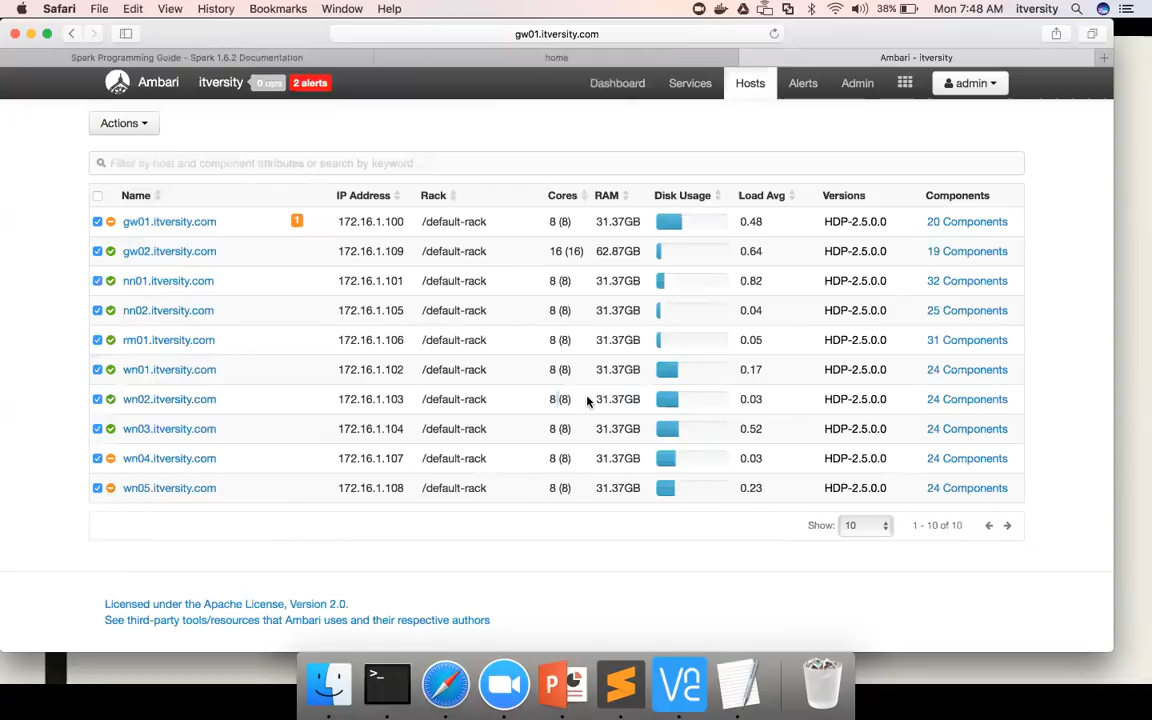 Safari File Edit View History Bookmarks Window Help 38% Mon 7:48 AM itversity
gw01.itversity.com
Spark Programming Guide - Spark 1.6.2 Documentation home Ambari - itversity
Ambari itversity 0 ops 2 alerts Dashboard Services Hosts Alerts Admin admin
Actions
Filter by host and component attributes or search by keyword ...
Name IP Address Rack Cores RAM Disk Usage Load Avg Versions Components
gw01.itversity.com 1 172.16.1.100 /default-rack 8 (8) 31.37GB 0.48 HDP-2.5.0.0 20 Components
gw02.itversity.com 172.16.1.109 /default-rack 16 (16) 62.87GB 0.64 HDP-2.5.0.0 19 Components
nn01.itversity.com 172.16.1.101 /default-rack 8 (8) 31.37GB 0.82 HDP-2.5.0.0 32 Components
nn02.itversity.com 172.16.1.105 /default-rack 8 (8) 31.37GB 0.04 HDP-2.5.0.0 25 Components
rm01.itversity.com 172.16.1.106 /default-rack 8 (8) 31.37GB 0.05 HDP-2.5.0.0 31 Components
wn01.itversity.com 172.16.1.102 /default-rack 8 (8) 31.37GB 0.17 HDP-2.5.0.0 24 Components
wn02.itversity.com 172.16.1.103 /default-rack 8 (8) 31.37GB 0.03 HDP-2.5.0.0 24 Components
wn03.itversity.com 172.16.1.104 /default-rack 8 (8) 31.37GB 0.52 HDP-2.5.0.0 24 Components
wn04.itversity.com 172.16.1.107 /default-rack 8 (8) 31.37GB 0.03 HDP-2.5.0.0 24 Components
wn05.itversity.com 172.16.1.108 /default-rack 8 (8) 31.37GB 0.23 HDP-2.5.0.0 24 Components
Show: 10 1 - 10 of 10
Licensed under the Apache License, Version 2.0.
See third-party tools/resources that Ambari uses and their respective authors